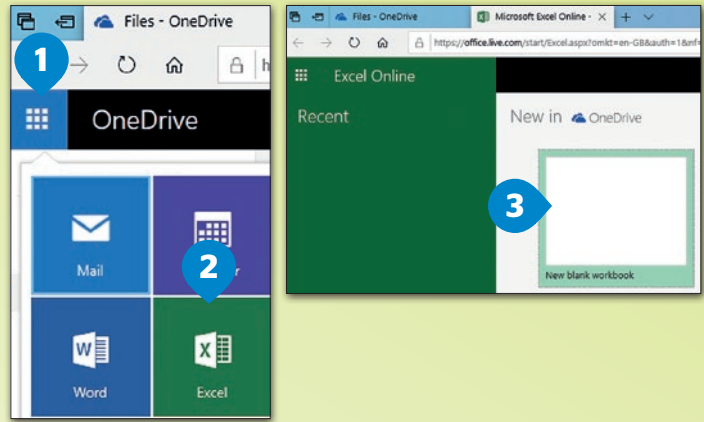 Files - OneDrive
1
OneDrive
Mail
2
Word
Excel
Files - OneDrive
Microsoft Excel Online -
https://office.live.com/start/Excel.aspx?omkt=en-GB&auth=1&nf=
Excel Online
Recent
New in OneDrive
3
New blank workbook